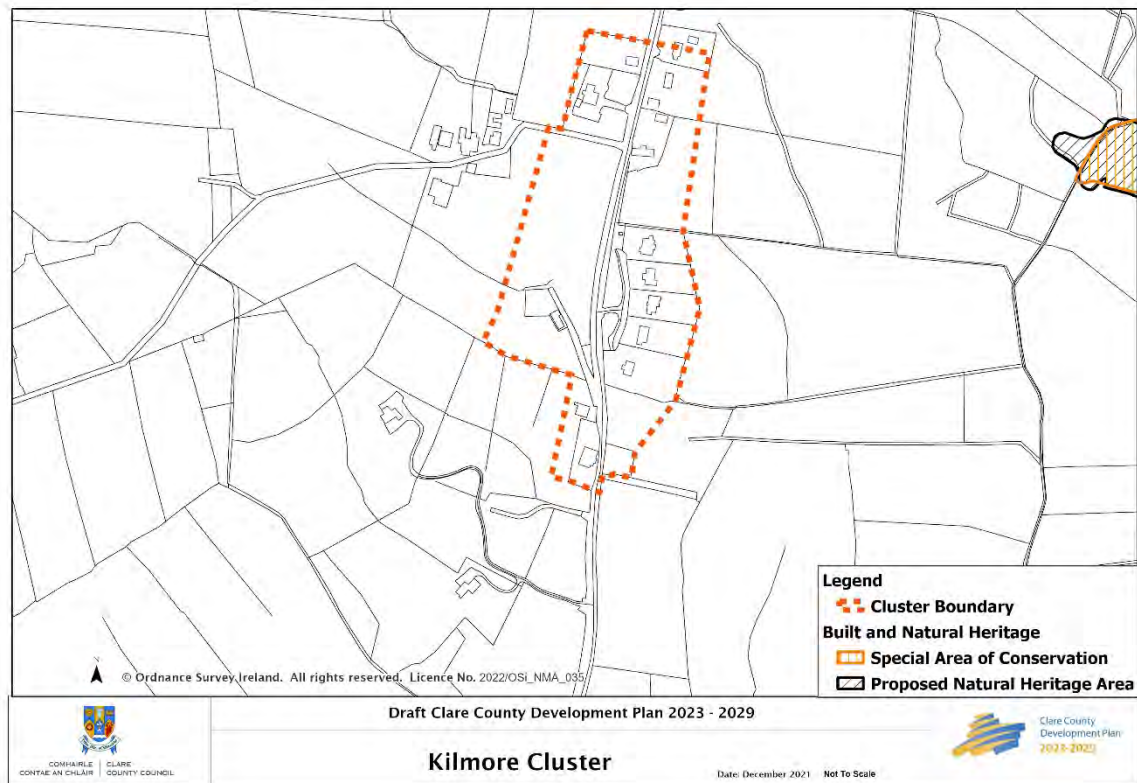 Legend
Cluster Boundary
Built and Natural Heritage
Special Area of Conservation
Proposed Natural Heritage Area
© Ordnance Survey Ireland. All rights reserved. Licence No. 2022/OSi_NMA_035
COMHAIRLE CONTAE AN CHLÁIR
CLARE COUNTY COUNCIL
Draft Clare County Development Plan 2023 - 2029
Kilmore Cluster
Date: December 2021 Not To Scale
Clare County
Development Plan
2023-2029